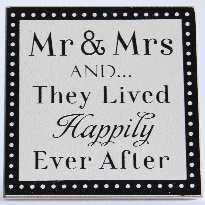 Mr & Mrs
AND...
They Lived
Happily
Ever After